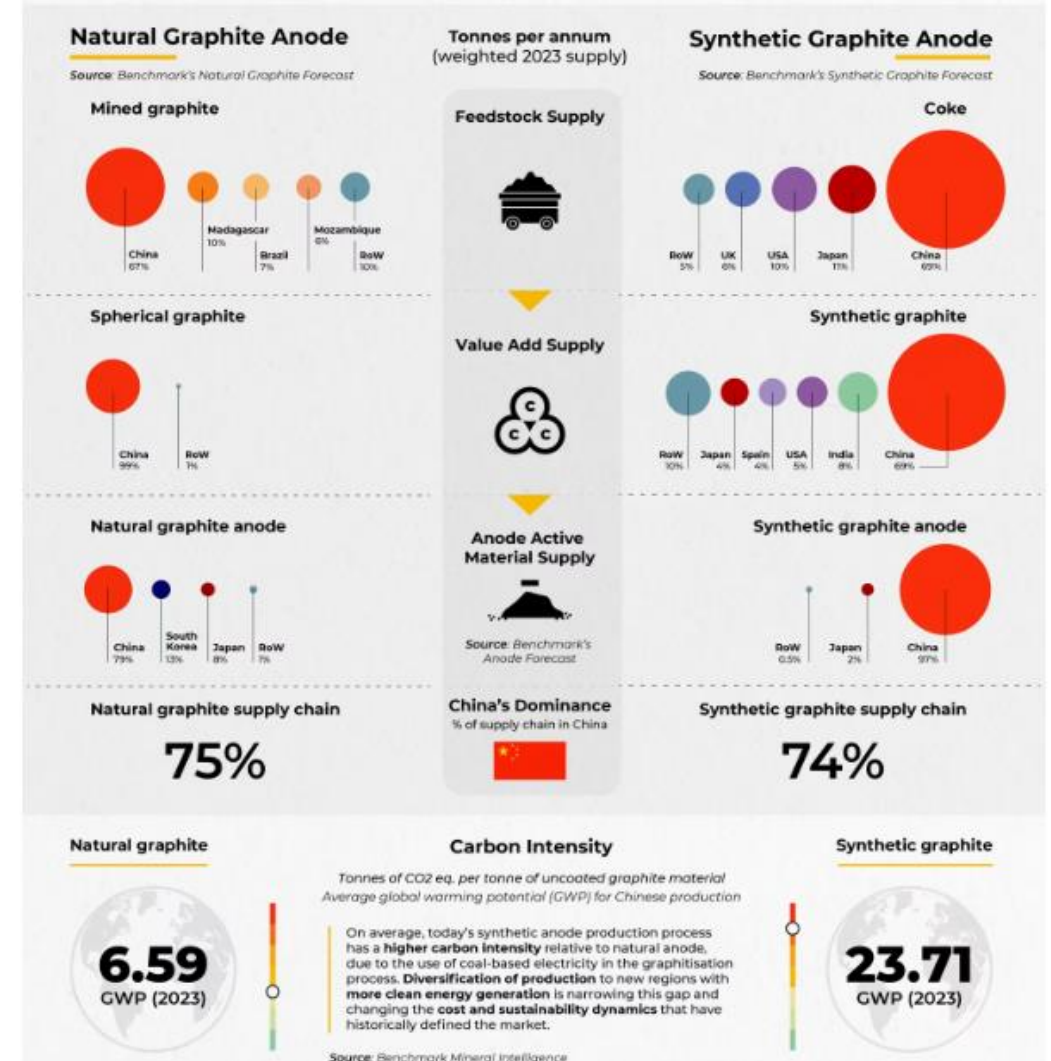 Natural Graphite Anode
Source: Benchmark's Natural Graphite Forecast
Tonnes per annum
(weighted 2023 supply)
Synthetic Graphite Anode
Source: Benchmark's Synthetic Graphite Forecast
Mined graphite
China
67%
Madagascar
10%
Brazil
7%
Mozambique
6%
RoW
10%
Feedstock Supply
Coke
RoW
5%
UK
6%
USA
10%
Japan
11%
China
69%
Spherical graphite
China
99%
RoW
1%
Value Add Supply
C
C C
Synthetic graphite
RoW
10%
Japan
4%
Spain
4%
USA
5%
India
8%
China
69%
Natural graphite anode
China
79%
South
Korea
13%
Japan
8%
RoW
1%
Anode Active
Material Supply
Source: Benchmark's
Anode Forecast
Synthetic graphite anode
RoW
0.5%
Japan
2%
China
97%
Natural graphite supply chain
75%
China's Dominance
% of supply chain in China
Synthetic graphite supply chain
74%
Natural graphite
6.59
GWP (2023)
Carbon Intensity
Tonnes of CO2 eq. per tonne of uncoated graphite material
Average global warming potential (GWP) for Chinese production
On average, today's synthetic anode production process
has a higher carbon intensity relative to natural anode,
due to the use of coal-based electricity in the graphitisation
process. Diversification of production to new regions with
more clean energy generation is narrowing this gap and
changing the cost and sustainability dynamics that have
historically defined the market.
Source: Benchmark Mineral Intelligence
Synthetic graphite
23.71
GWP (2023)